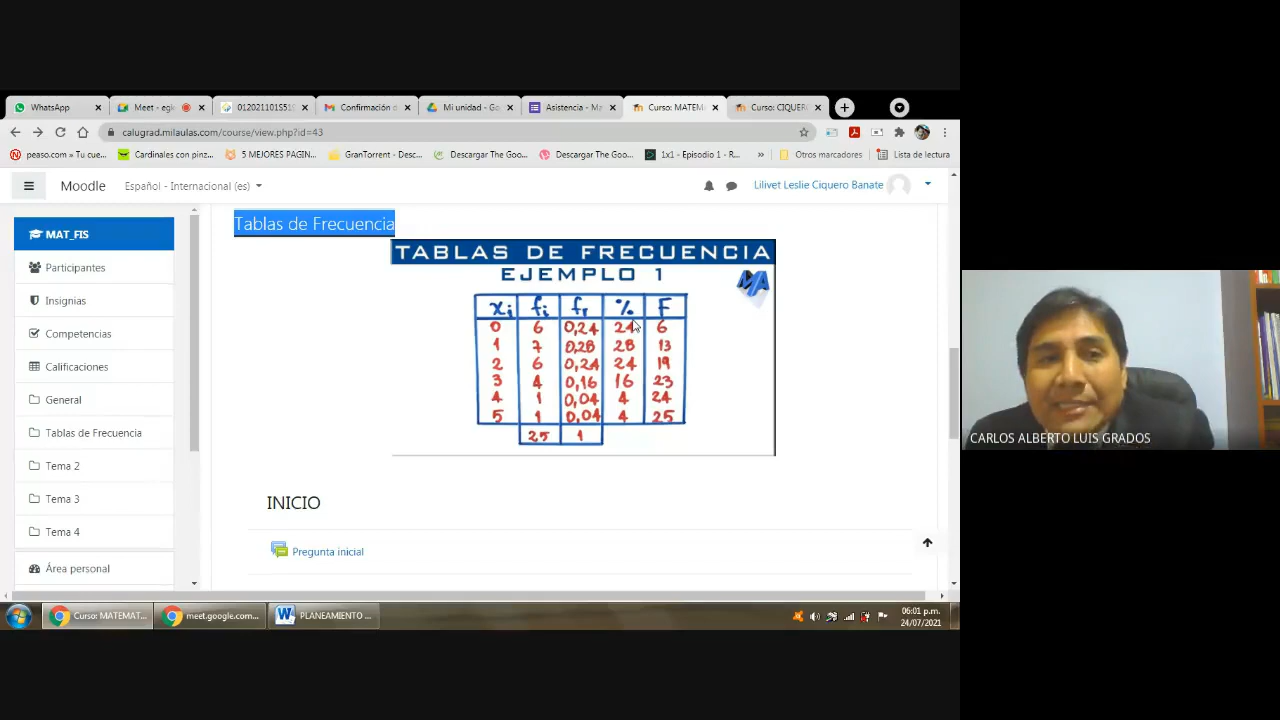 WhatsApp
Meet - egk
012021101S51S
Confirmación d
Mi unidad - Go
Asistencia - Ma
Curso: MATEM
Curso: CIQUER
calugrad.milaulas.com/course/view.php?id=43
peaso.com » Tu cue...
Cardinales con pinz...
5 MEJORES PAGIN...
GranTorrent - Desc...
Descargar The Goo...
Descargar The Goo...
1x1 - Episodio 1 - R...
»
Otros marcadores
Lista de lectura
Moodle
Español - Internacional (es)
Lilivet Leslie Ciquero Banate
MAT_FIS
Participantes
Insignias
Competencias
Calificaciones
General
Tablas de Frecuencia
Tema 2
Tema 3
Tema 4
Área personal
Tablas de Frecuencia
TABLAS DE FRECUENCIA
EJEMPLO 1
MA
xi fi fr % F
0 6 0,24 24 6
1 7 0,28 28 13
2 6 0,24 24 19
3 4 0,16 16 23
4 1 0,04 4 24
5 1 0,04 4 25
25 1
INICIO
Pregunta inicial
CARLOS ALBERTO LUIS GRADOS
Curso: MATEMAT...
meet.google.com...
PLANEAMIENTO ...
06:01 p.m.
24/07/2021